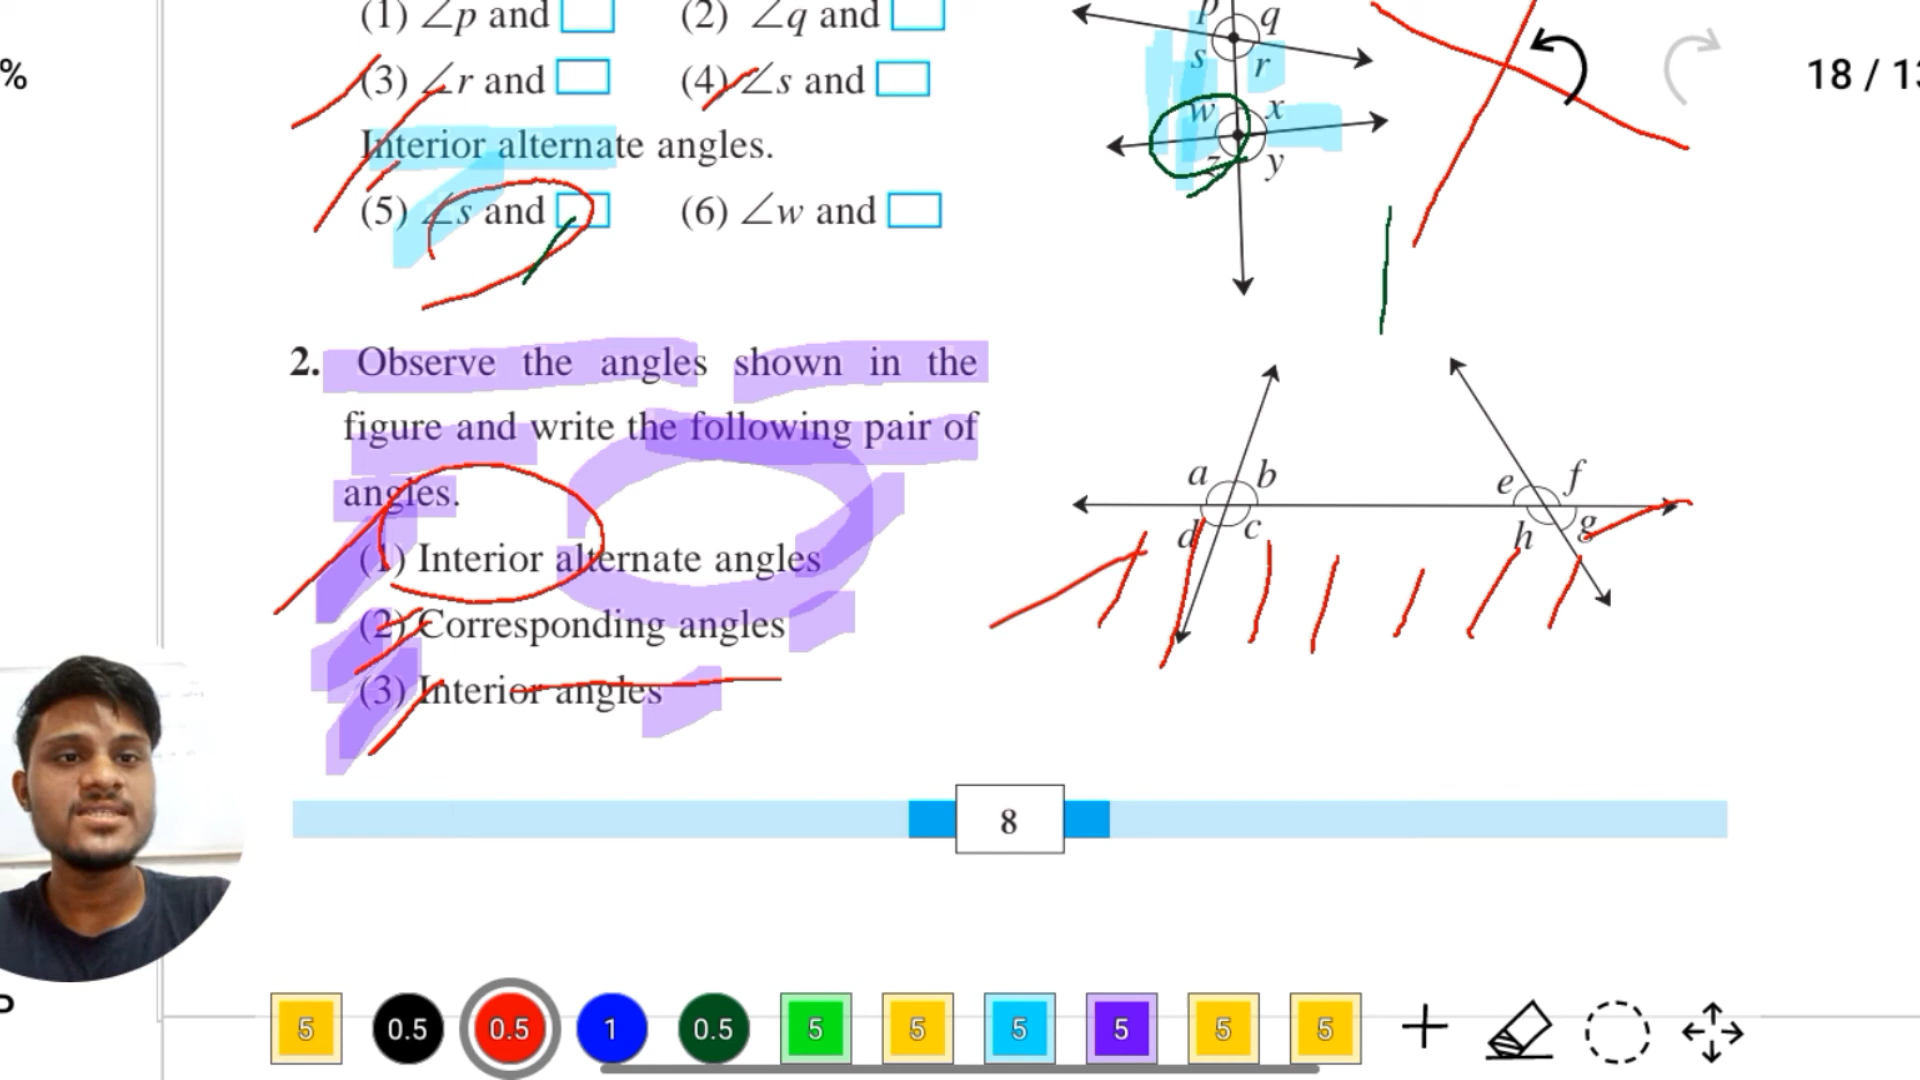 (1) ∠p and (2) ∠q and
(3) ∠r and (4) ∠s and
Interior alternate angles.
(5) ∠s and (6) ∠w and
p q
s r
w x
z y
2. Observe the angles shown in the
figure and write the following pair of
angles.
(1) Interior alternate angles
(2) Corresponding angles
(3) Interior angles
a b e f
d c h g
8
%
18 / 13
5 0.5 0.5 1 0.5 5 5 5 5 5 5